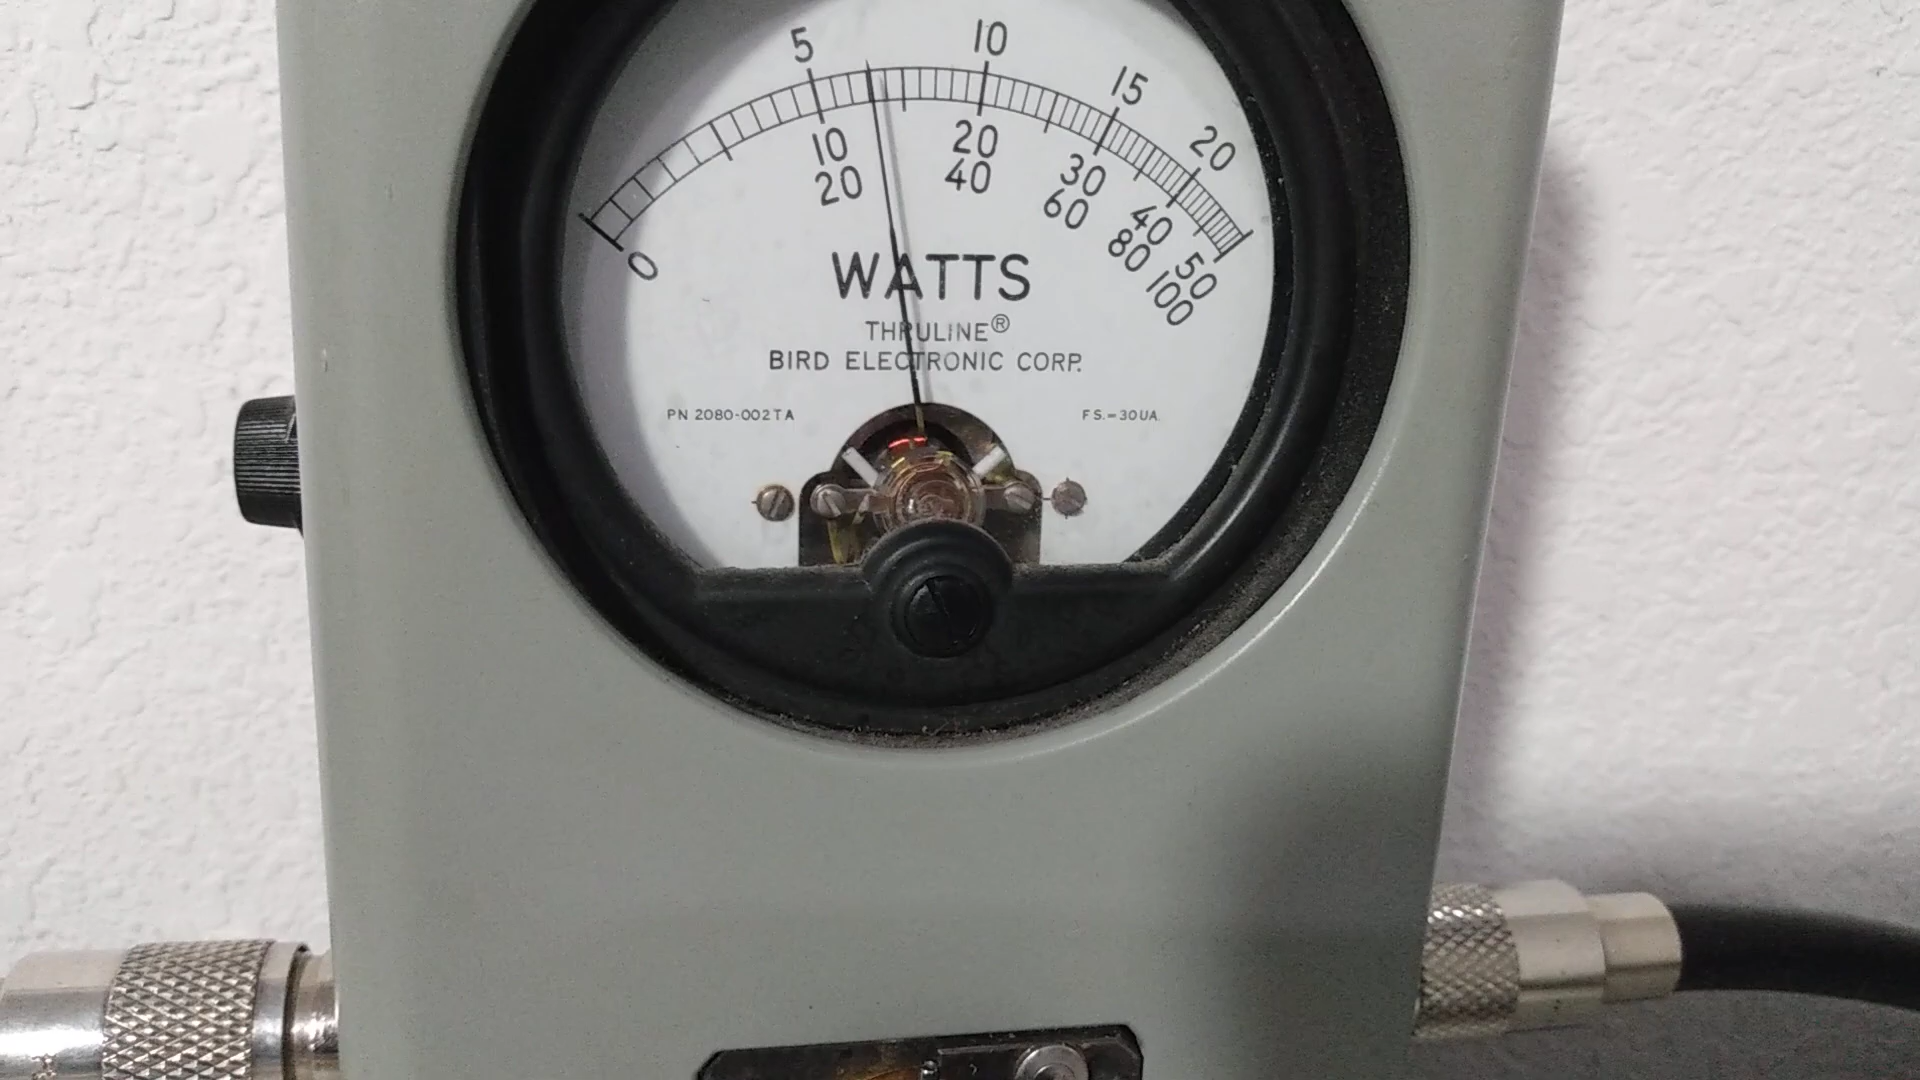 5 10 15 20
0 10 20 30 40 50
20 40 60 80 100
WATTS
THRULINE®
BIRD ELECTRONIC CORP.
PN 2080-002TA FS.=30UA.